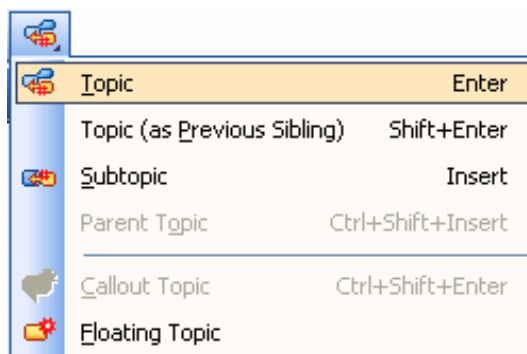 Topic Enter
Topic (as Previous Sibling) Shift+Enter
Subtopic Insert
Parent Topic Ctrl+Shift+Insert
Callout Topic Ctrl+Shift+Enter
Floating Topic